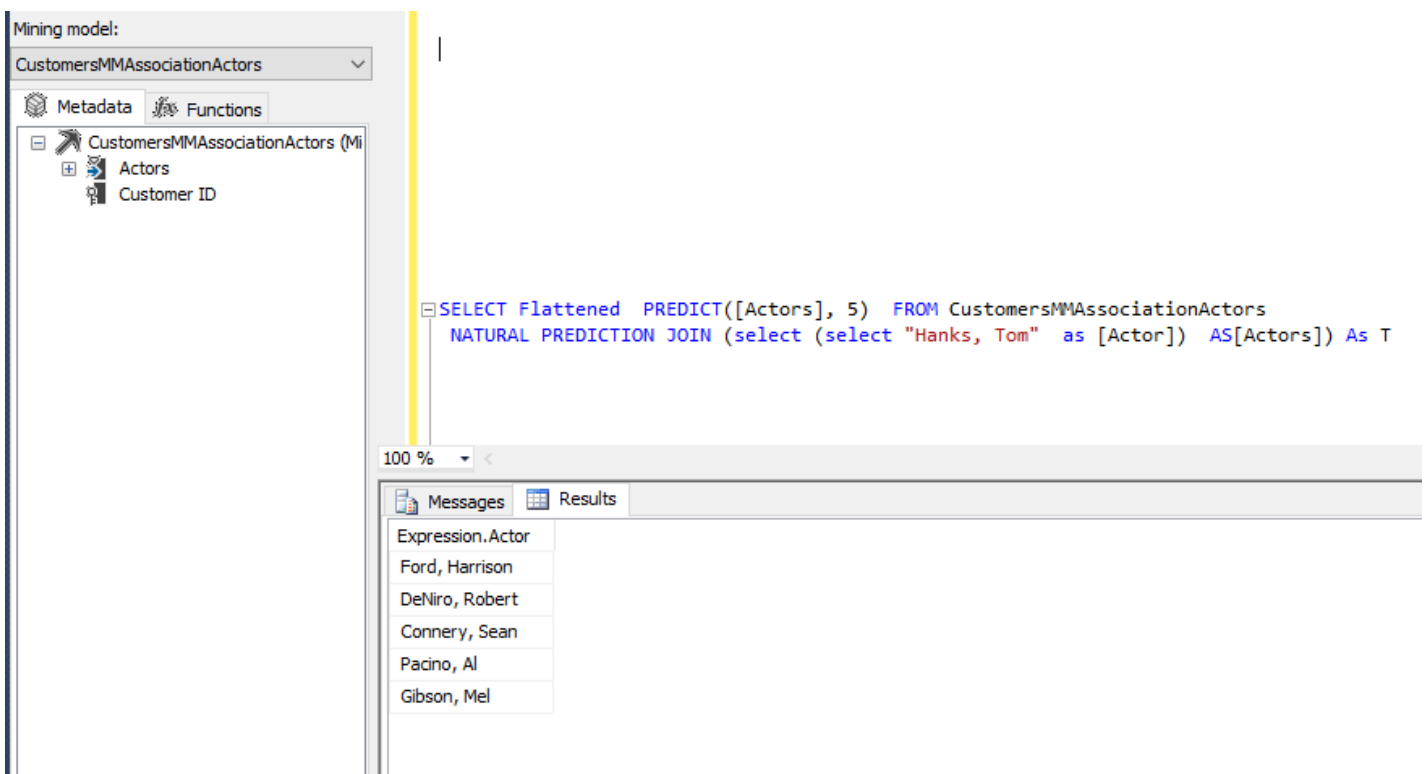 Mining model:
CustomersMMAssociationActors
Metadata
Functions
CustomersMMAssociationActors (Mi
Actors
Customer ID
SELECT Flattened  PREDICT([Actors], 5)  FROM CustomersMMAssociationActors
NATURAL PREDICTION JOIN (select (select "Hanks, Tom"  as [Actor])  AS[Actors]) As T
100 %
Messages
Results
Expression.Actor
Ford, Harrison
DeNiro, Robert
Connery, Sean
Pacino, Al
Gibson, Mel